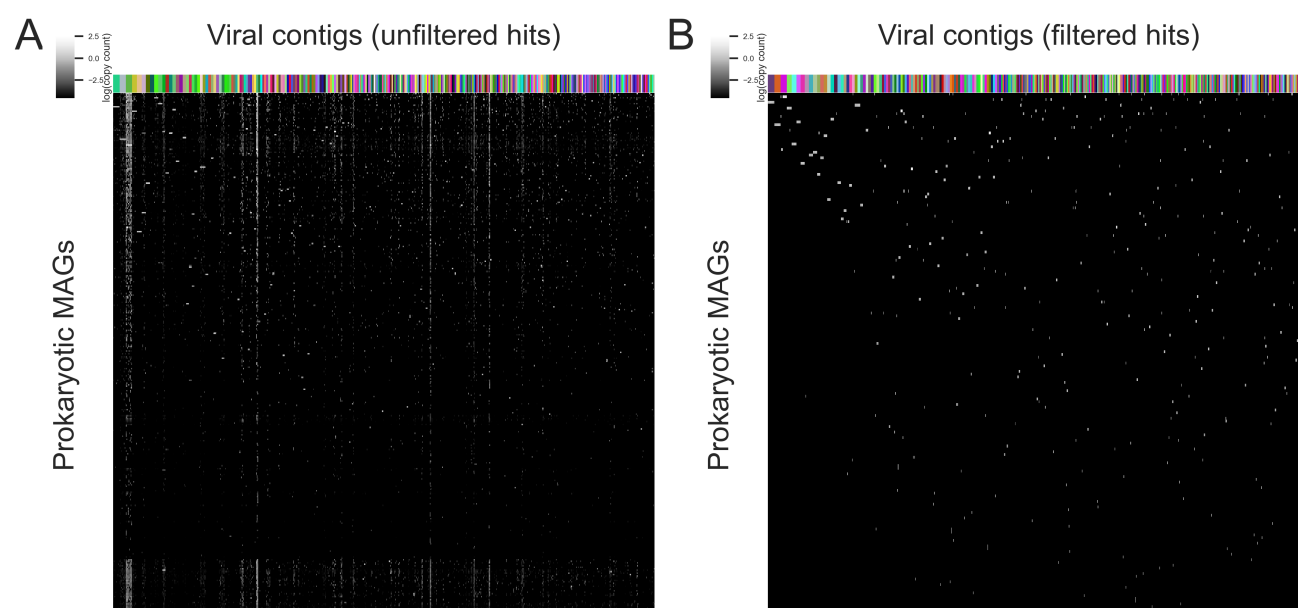 A
Viral contigs (unfiltered hits)
2.5
0.0
−2.5
log(copy count)
Prokaryotic MAGs
B
Viral contigs (filtered hits)
2.5
0.0
−2.5
log(copy count)
Prokaryotic MAGs